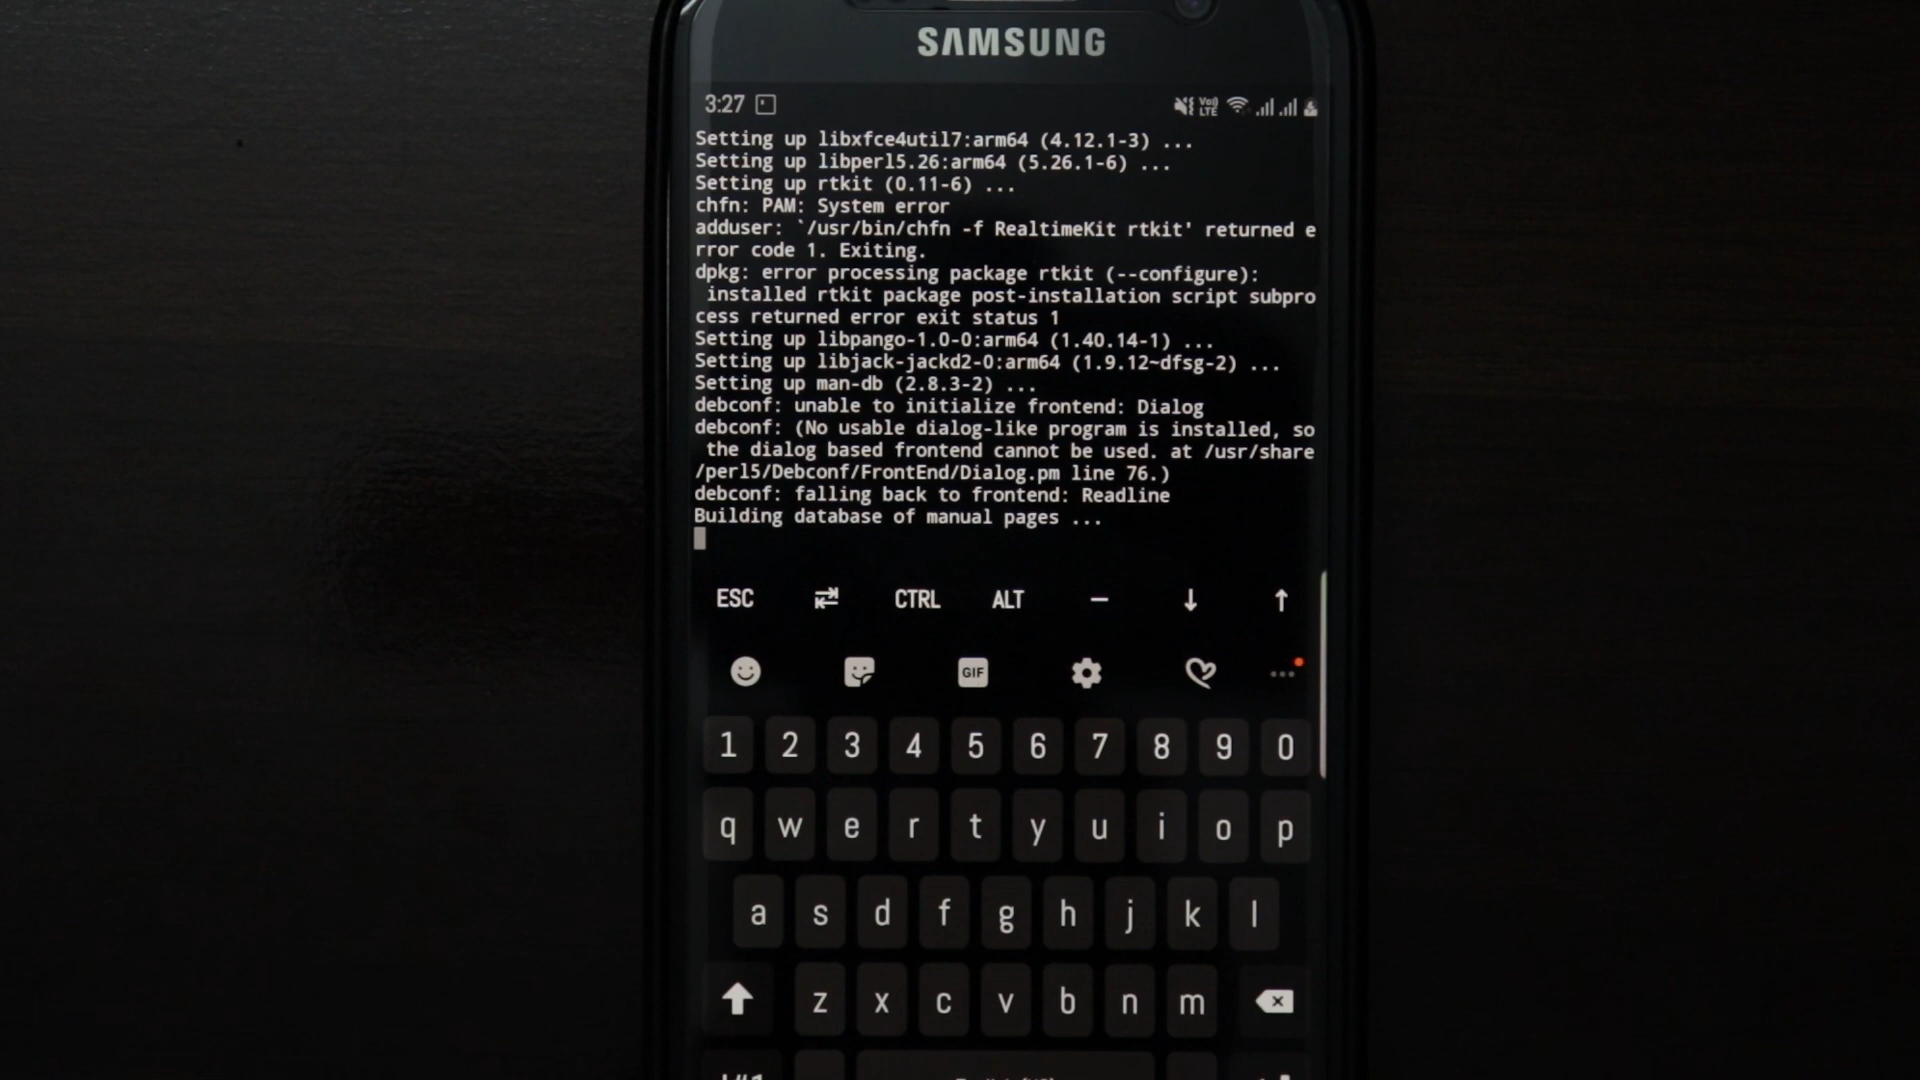 SAMSUNG
3:27
Vo)
LTE
Setting up libxfce4util7:arm64 (4.12.1-3) ...
Setting up libperl5.26:arm64 (5.26.1-6) ...
Setting up rtkit (0.11-6) ...
chfn: PAM: System error
adduser: `/usr/bin/chfn -f RealtimeKit rtkit' returned e
rror code 1. Exiting.
dpkg: error processing package rtkit (--configure):
installed rtkit package post-installation script subpro
cess returned error exit status 1
Setting up libpango-1.0-0:arm64 (1.40.14-1) ...
Setting up libjack-jackd2-0:arm64 (1.9.12~dfsg-2) ...
Setting up man-db (2.8.3-2) ...
debconf: unable to initialize frontend: Dialog
debconf: (No usable dialog-like program is installed, so
the dialog based frontend cannot be used. at /usr/share
/perl5/Debconf/FrontEnd/Dialog.pm line 76.)
debconf: falling back to frontend: Readline
Building database of manual pages ...
ESC CTRL ALT – ↓ ↑
GIF
1 2 3 4 5 6 7 8 9 0
q w e r t y u i o p
a s d f g h j k l
z x c v b n m